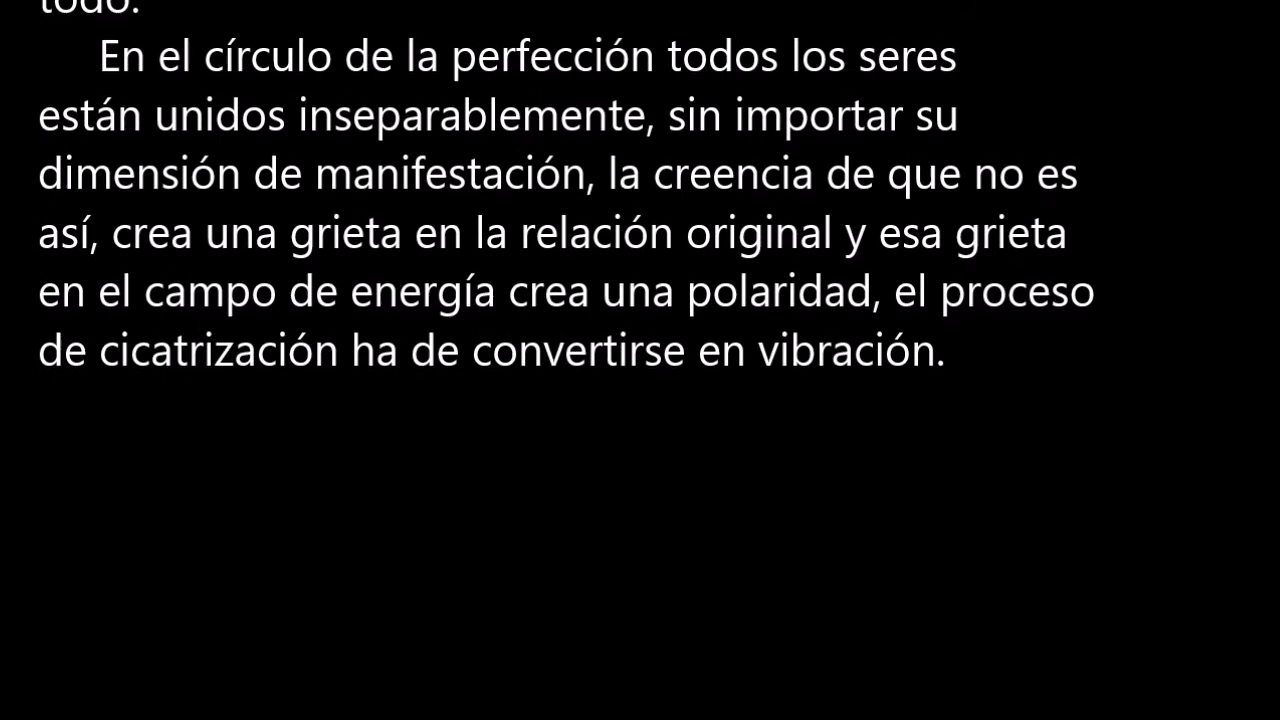 todo.
En el círculo de la perfección todos los seres
están unidos inseparablemente, sin importar su
dimensión de manifestación, la creencia de que no es
así, crea una grieta en la relación original y esa grieta
en el campo de energía crea una polaridad, el proceso
de cicatrización ha de convertirse en vibración.